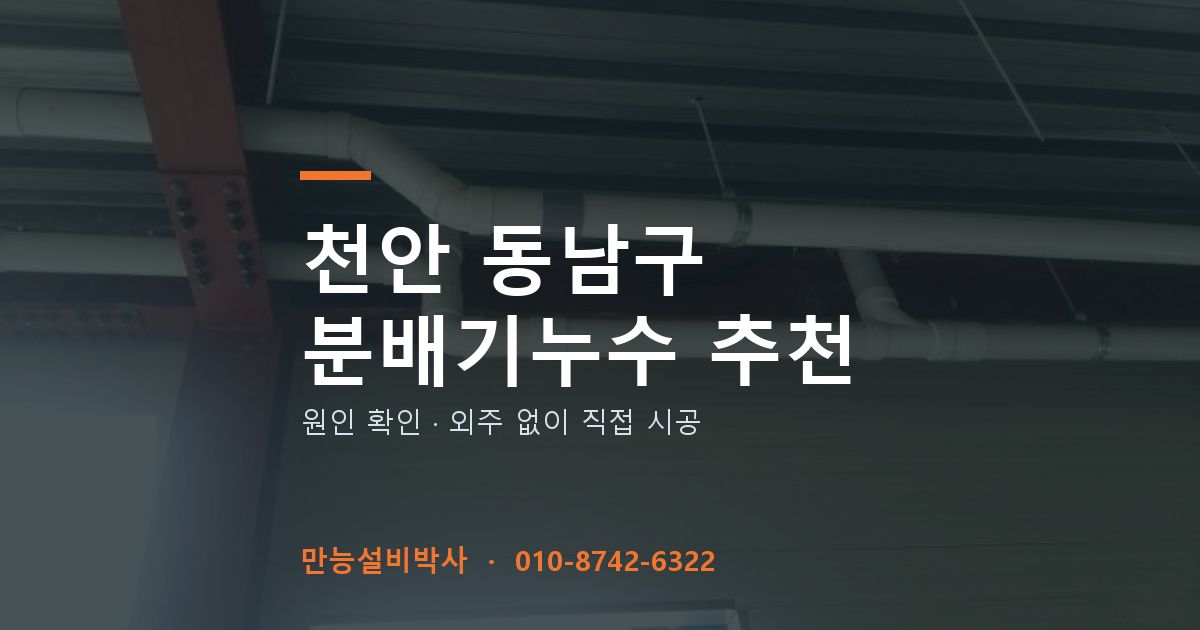 천안 동남구
분배기누수 추천
원인 확인 · 외주 없이 직접 시공
만능설비박사 · 010-8742-6322